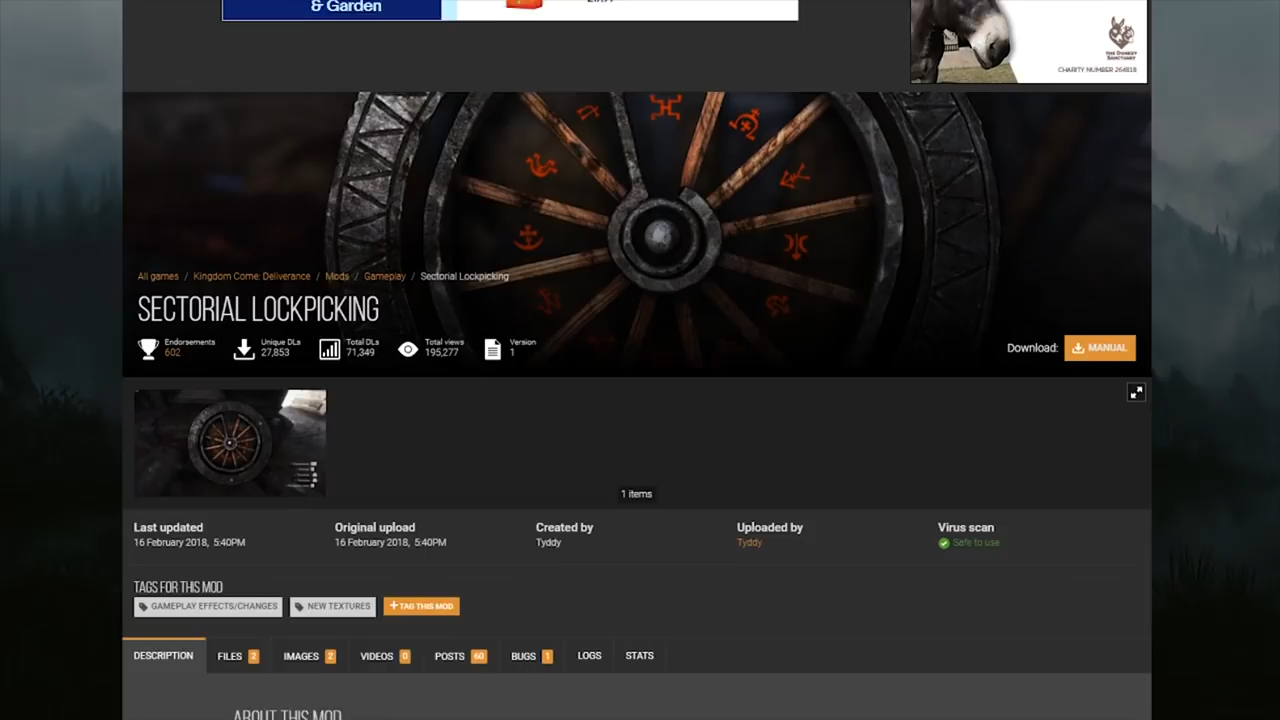 & Garden
THE DONKEY
SANCTUARY
CHARITY NUMBER 264818
All games / Kingdom Come: Deliverance / Mods / Gameplay / Sectorial Lockpicking
SECTORIAL LOCKPICKING
Endorsements
602
Unique DLs
27,853
Total DLs
71,349
Total views
195,277
Version
1
Download:
MANUAL
1 items
Last updated
16 February 2018, 5:40PM
Original upload
16 February 2018, 5:40PM
Created by
Tyddy
Uploaded by
Tyddy
Virus scan
Safe to use
TAGS FOR THIS MOD
GAMEPLAY EFFECTS/CHANGES
NEW TEXTURES
+ TAG THIS MOD
DESCRIPTION
FILES 2
IMAGES 2
VIDEOS 0
POSTS 60
BUGS 1
LOGS
STATS
ABOUT THIS MOD